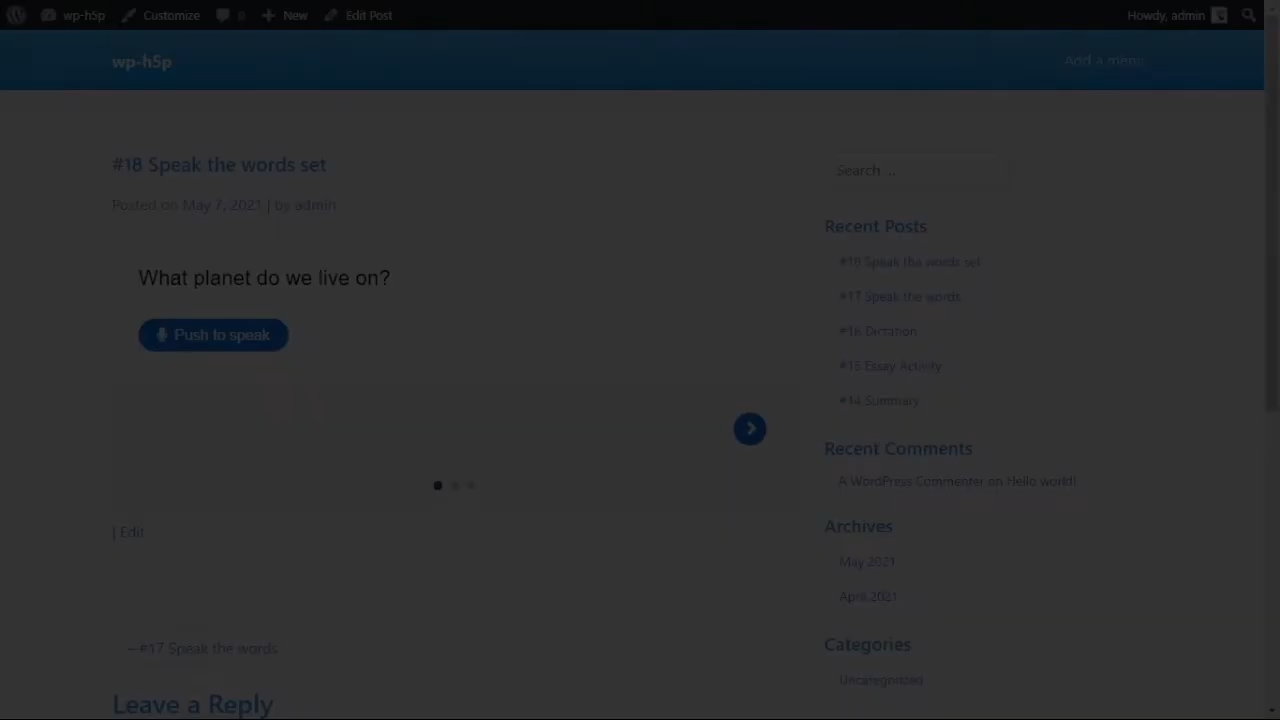 wp-h5p
Customize
0
New
Edit Post
Howdy, admin
wp-h5p
Add a menu
#18 Speak the words set
Posted on May 7, 2021 | by admin
What planet do we live on?
Push to speak
| Edit
←#17 Speak the words
Leave a Reply
Search …
Recent Posts
#18 Speak the words set
#17 Speak the words
#16 Dictation
#15 Essay Activity
#14 Summary
Recent Comments
A WordPress Commenter on Hello world!
Archives
May 2021
April 2021
Categories
Uncategorized